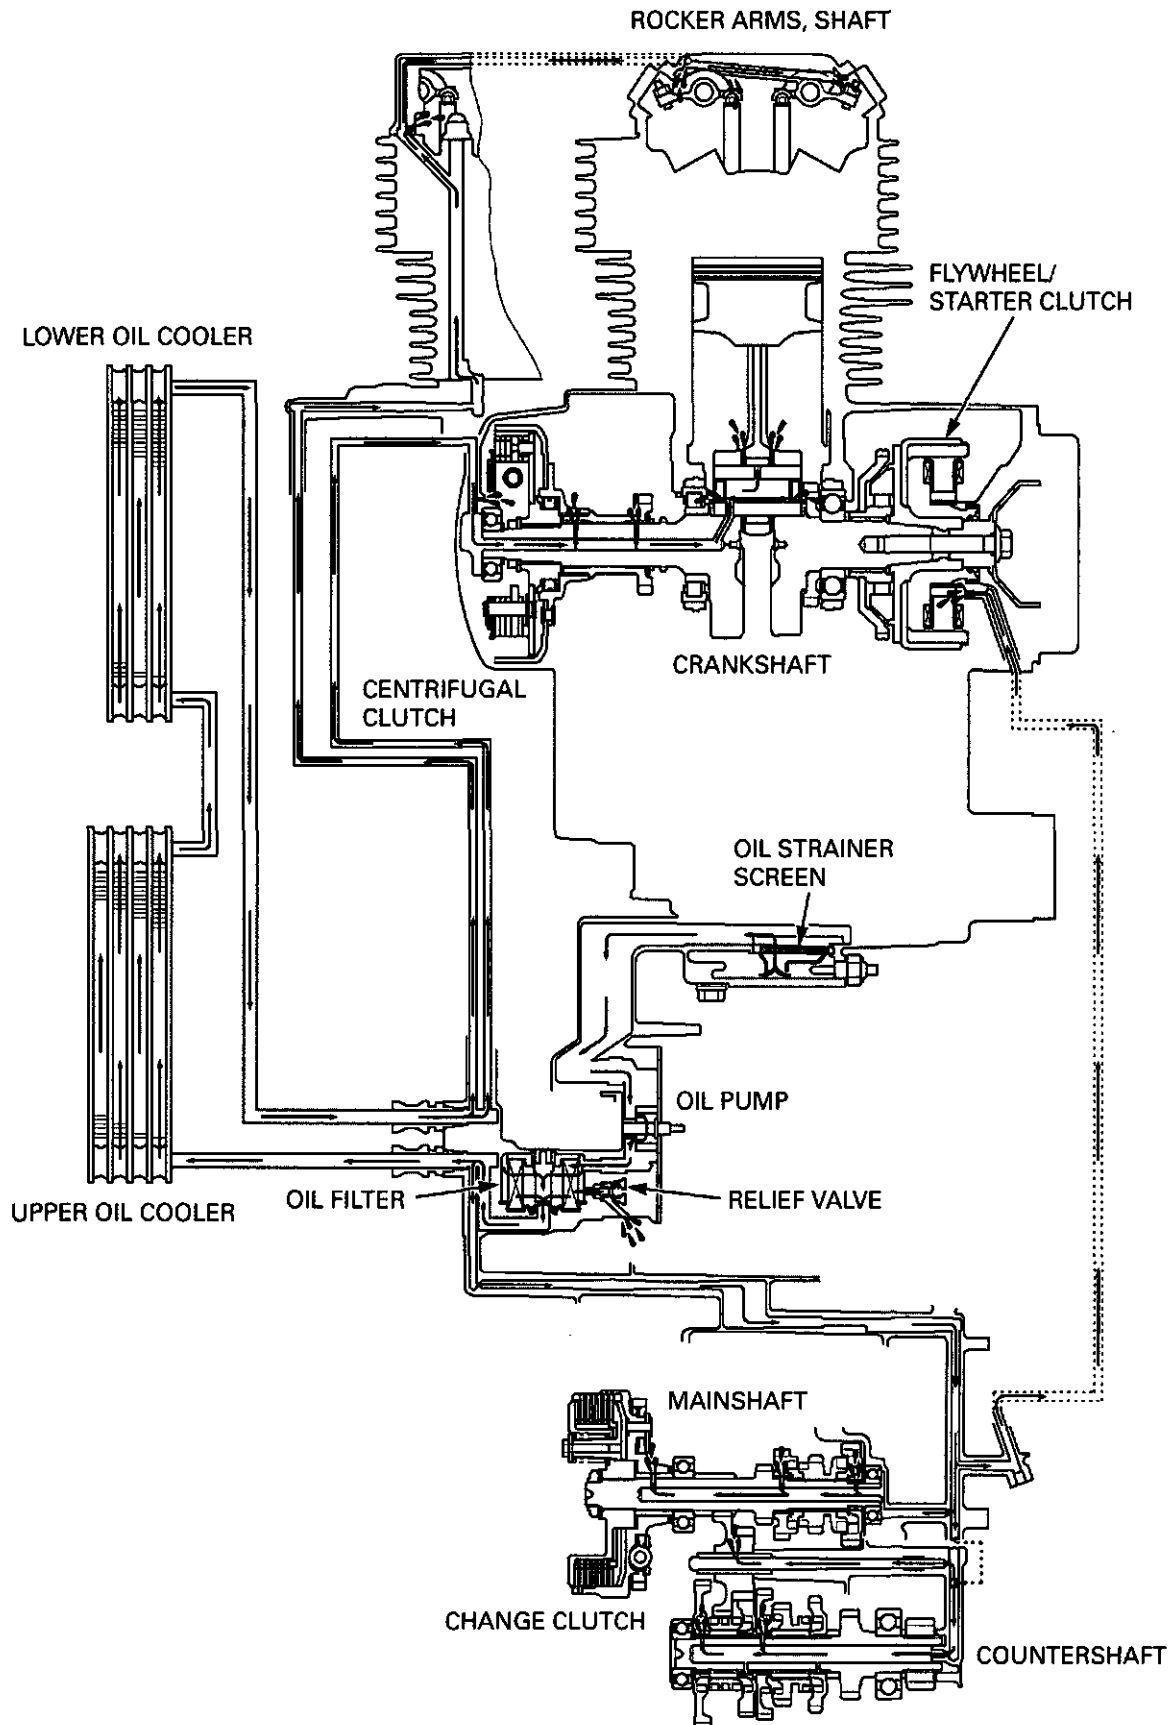 ROCKER ARMS, SHAFT
FLYWHEEL/
STARTER CLUTCH
LOWER OIL COOLER
CRANKSHAFT
CENTRIFUGAL
CLUTCH
OIL STRAINER
SCREEN
OIL PUMP
OIL FILTER
RELIEF VALVE
UPPER OIL COOLER
MAINSHAFT
CHANGE CLUTCH
COUNTERSHAFT